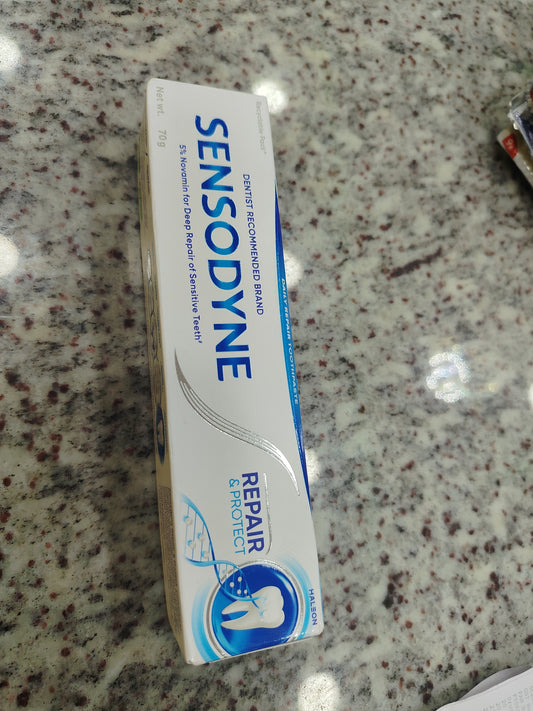 Recyclable Pack*
Net wt. 70 g
DENTIST RECOMMENDED BRAND
SENSODYNE
5% Novamin for Deep Repair of Sensitive Teeth#
DAILY REPAIR TOOTHPASTE
REPAIR
& PROTECT
HALEON